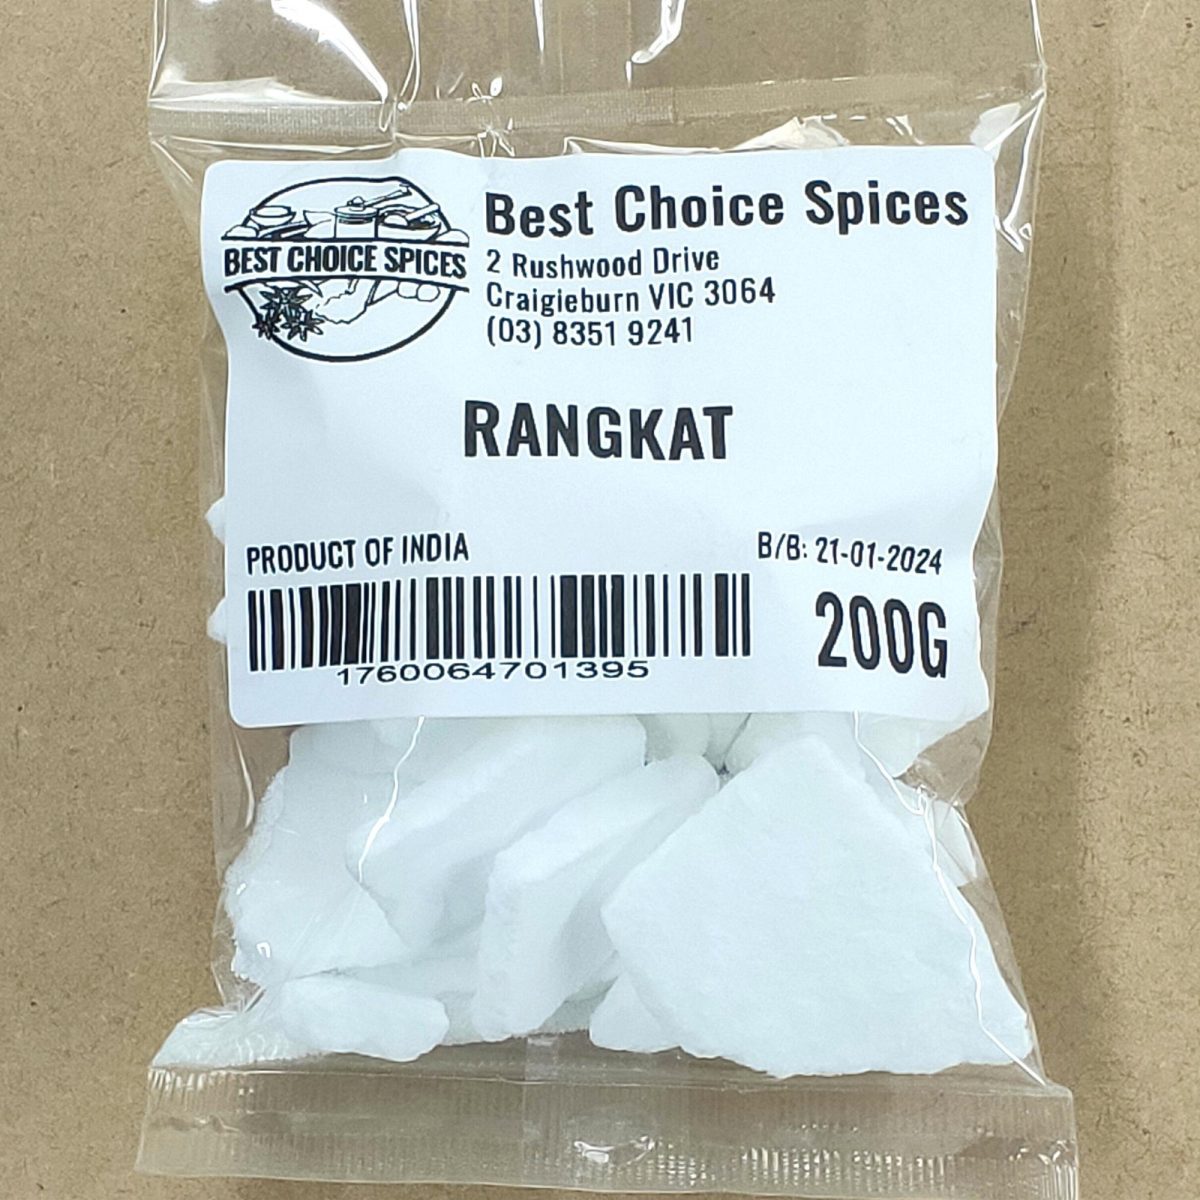 BEST CHOICE SPICES
Best Choice Spices
2 Rushwood Drive
Craigieburn VIC 3064
(03) 8351 9241
RANGKAT
PRODUCT OF INDIA
B/B: 21-01-2024
1760064701395
200G